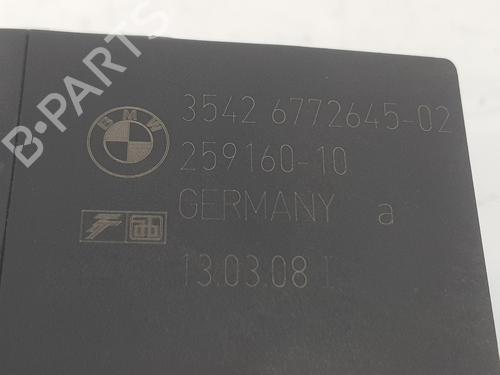 B-PARTS
BMW
3542 6772645-02
259160-10
GERMANY a
13.03.08 I